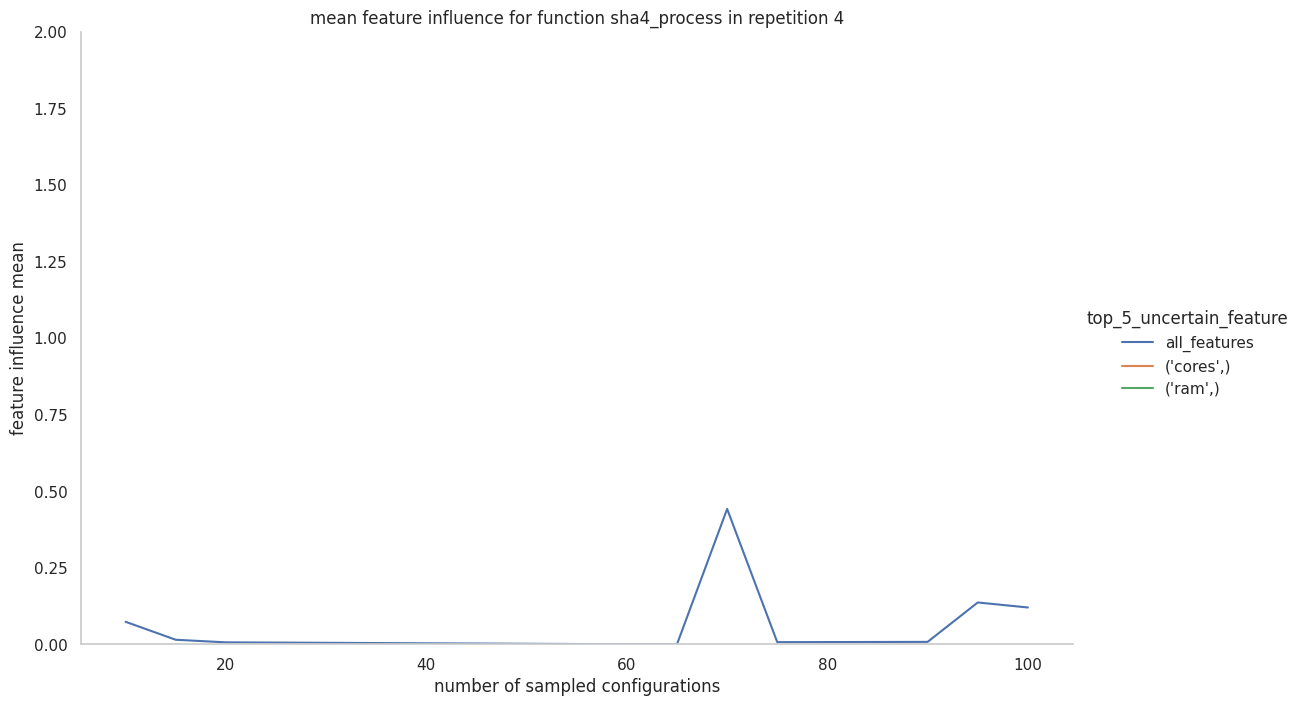 mean feature influence for function sha4_process in repetition 4
2.00
1.75
1.50
1.25
1.00
0.75
0.50
0.25
0.00
feature influence mean
20
40
60
80
100
number of sampled configurations
top_5_uncertain_feature
all_features
('cores',)
('ram',)